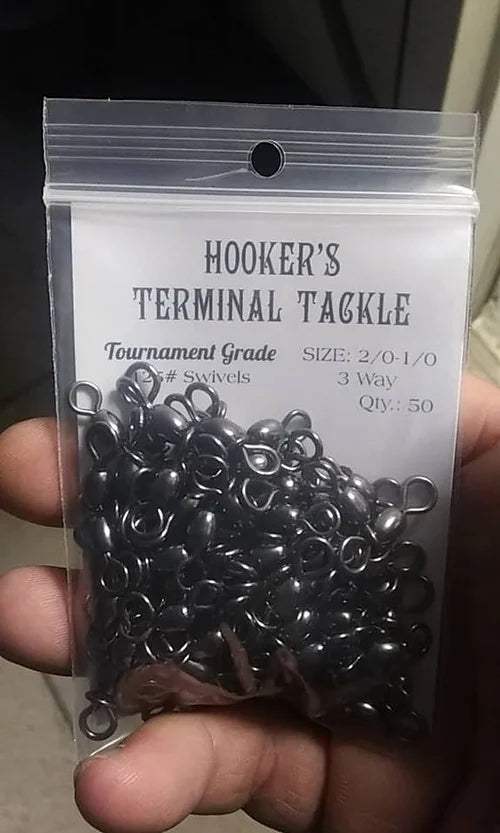 HOOKER'S
TERMINAL TACKLE
Tournament Grade
Swivels
SIZE: 2/0-1/0
3 Way
Qty.: 50